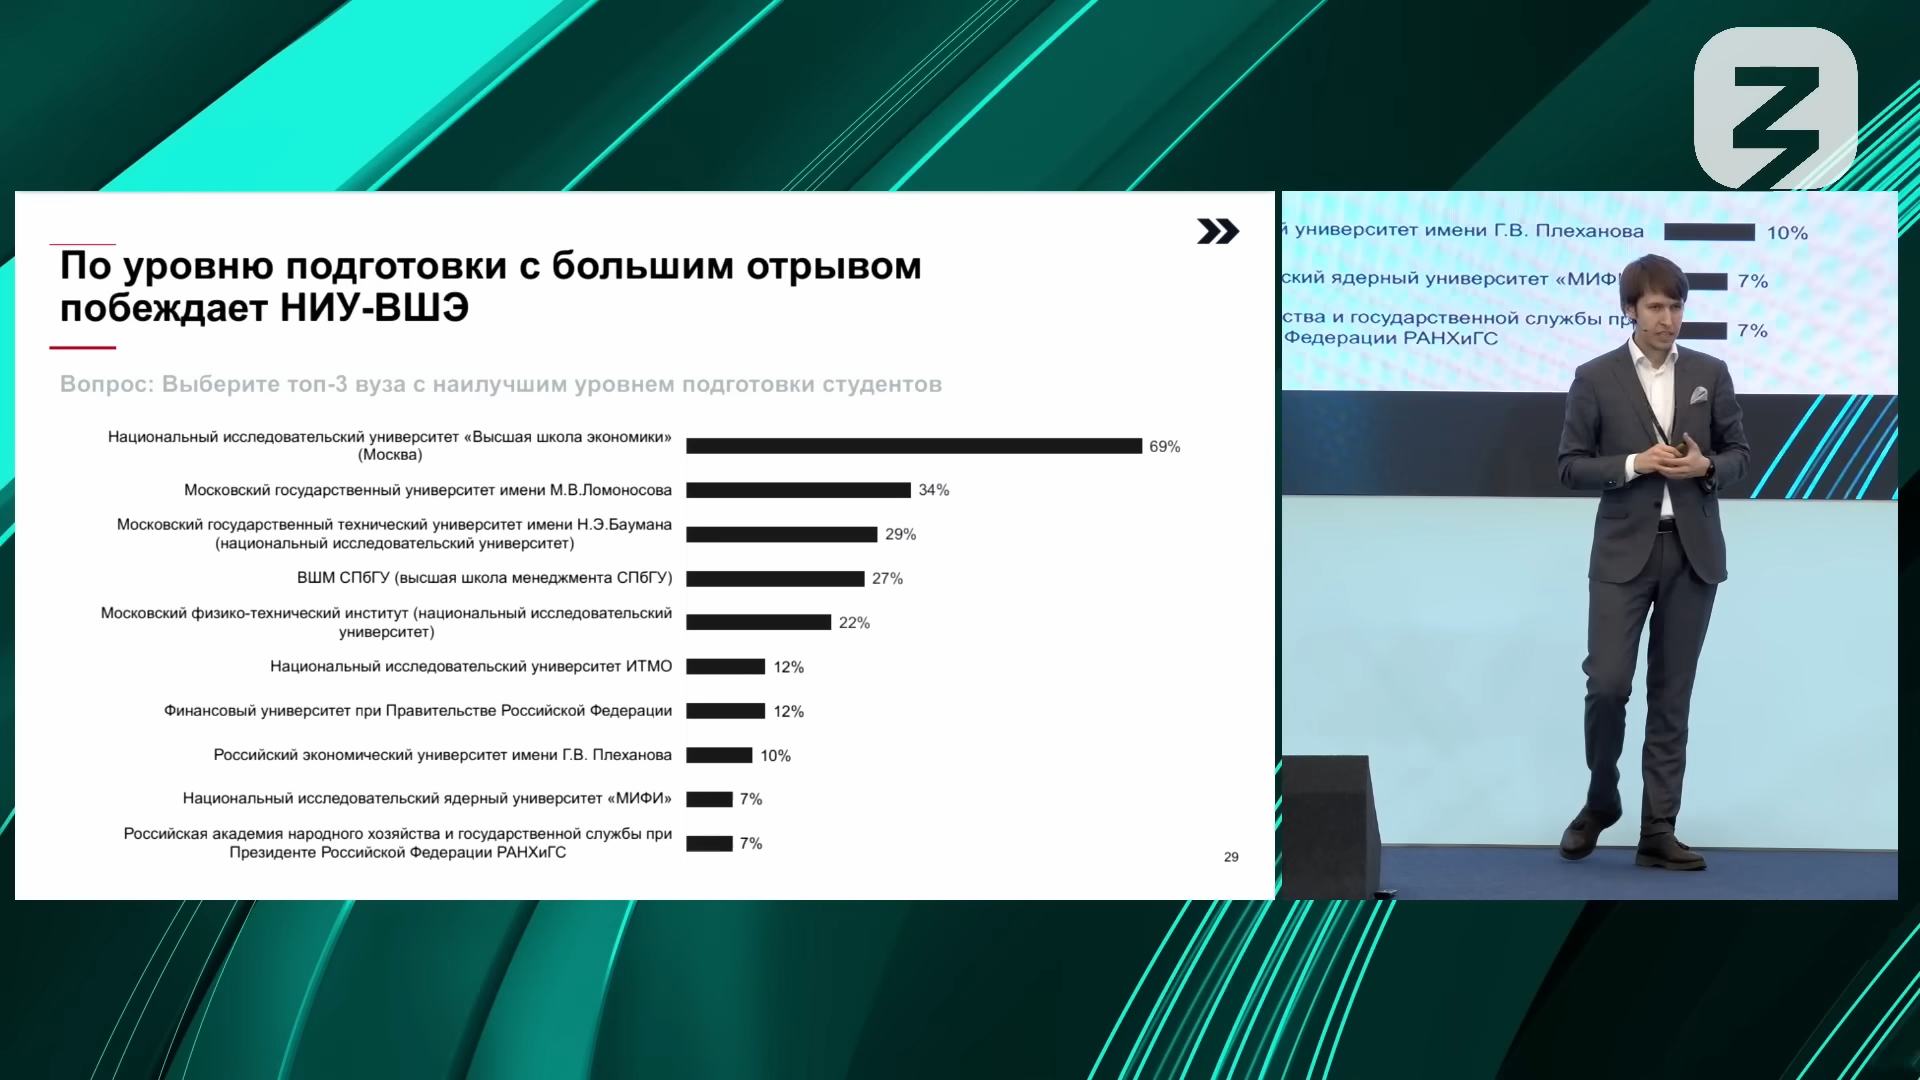 По уровню подготовки с большим отрывом
побеждает НИУ-ВШЭ
Вопрос: Выберите топ-3 вуза с наилучшим уровнем подготовки студентов
Национальный исследовательский университет «Высшая школа экономики»
(Москва)
69%
Московский государственный университет имени М.В.Ломоносова
34%
Московский государственный технический университет имени Н.Э.Баумана
(национальный исследовательский университет)
29%
ВШМ СПбГУ (высшая школа менеджмента СПбГУ)
27%
Московский физико-технический институт (национальный исследовательский
университет)
22%
Национальный исследовательский университет ИТМО
12%
Финансовый университет при Правительстве Российской Федерации
12%
Российский экономический университет имени Г.В. Плеханова
10%
Национальный исследовательский ядерный университет «МИФИ»
7%
Российская академия народного хозяйства и государственной службы при
Президенте Российской Федерации РАНХиГС
7%
29
й университет имени Г.В. Плеханова
10%
ский ядерный университет «МИФ
7%
ства и государственной службы пр
Федерации РАНХиГС
7%